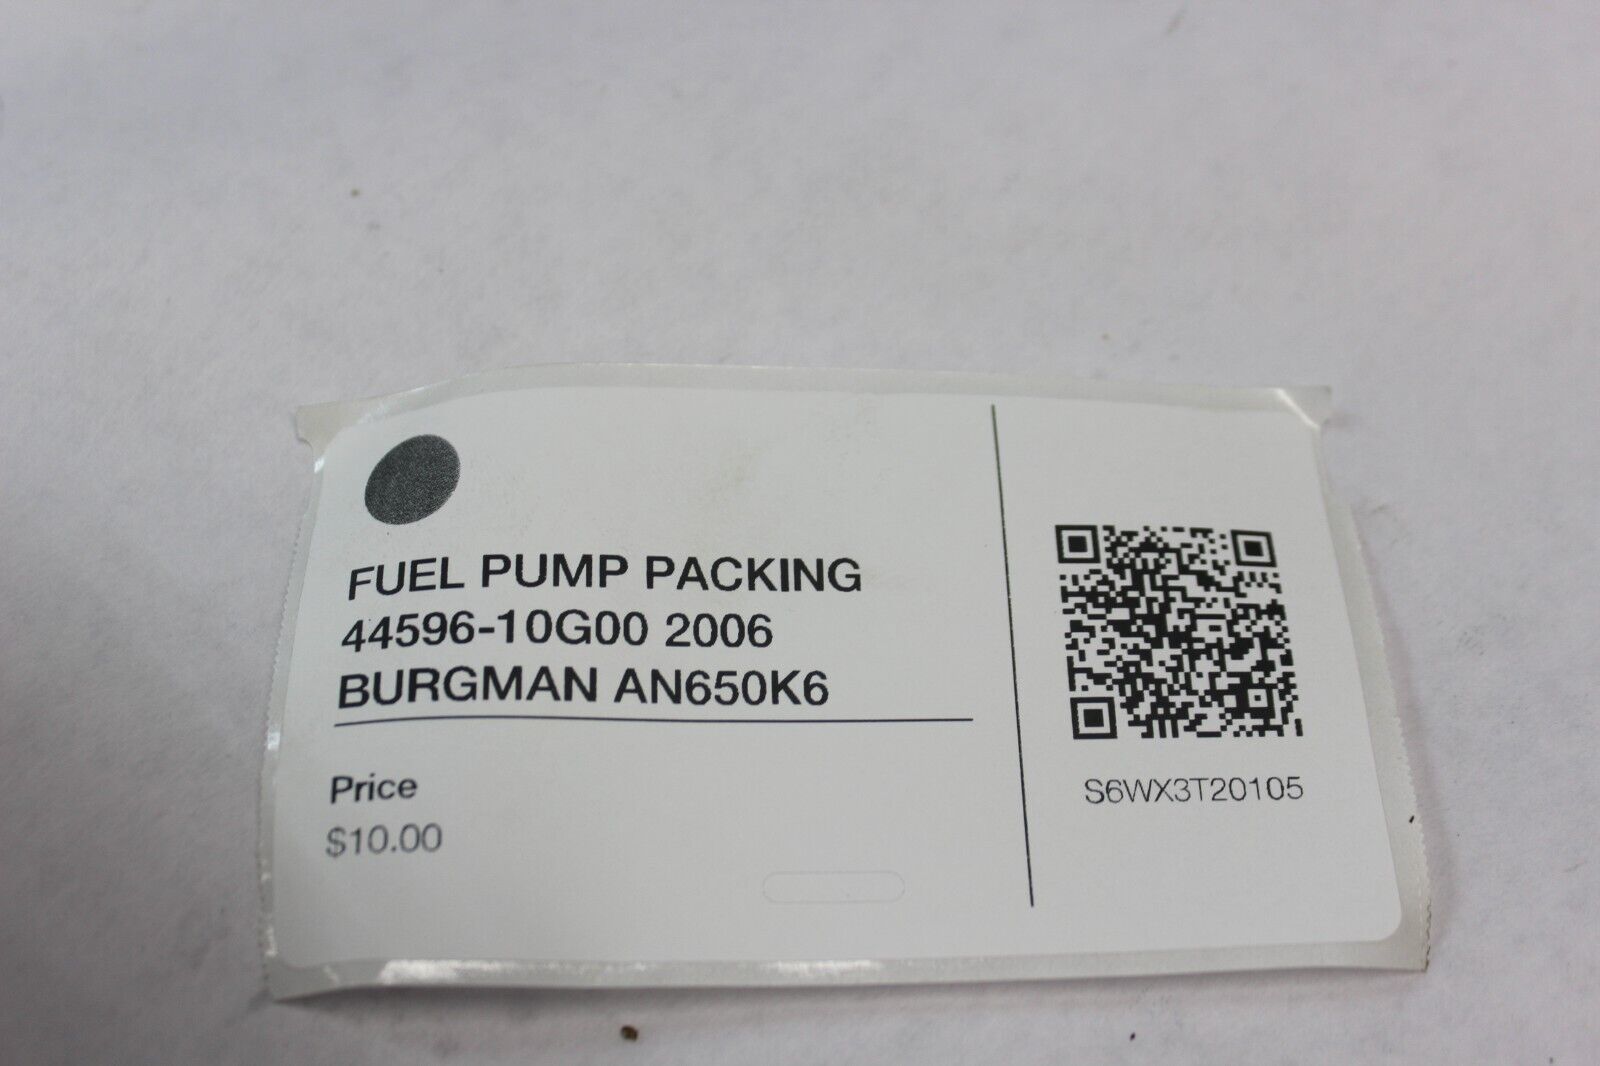 FUEL PUMP PACKING
44596-10G00 2006
BURGMAN AN650K6
Price
$10.00
S6WX3T20105